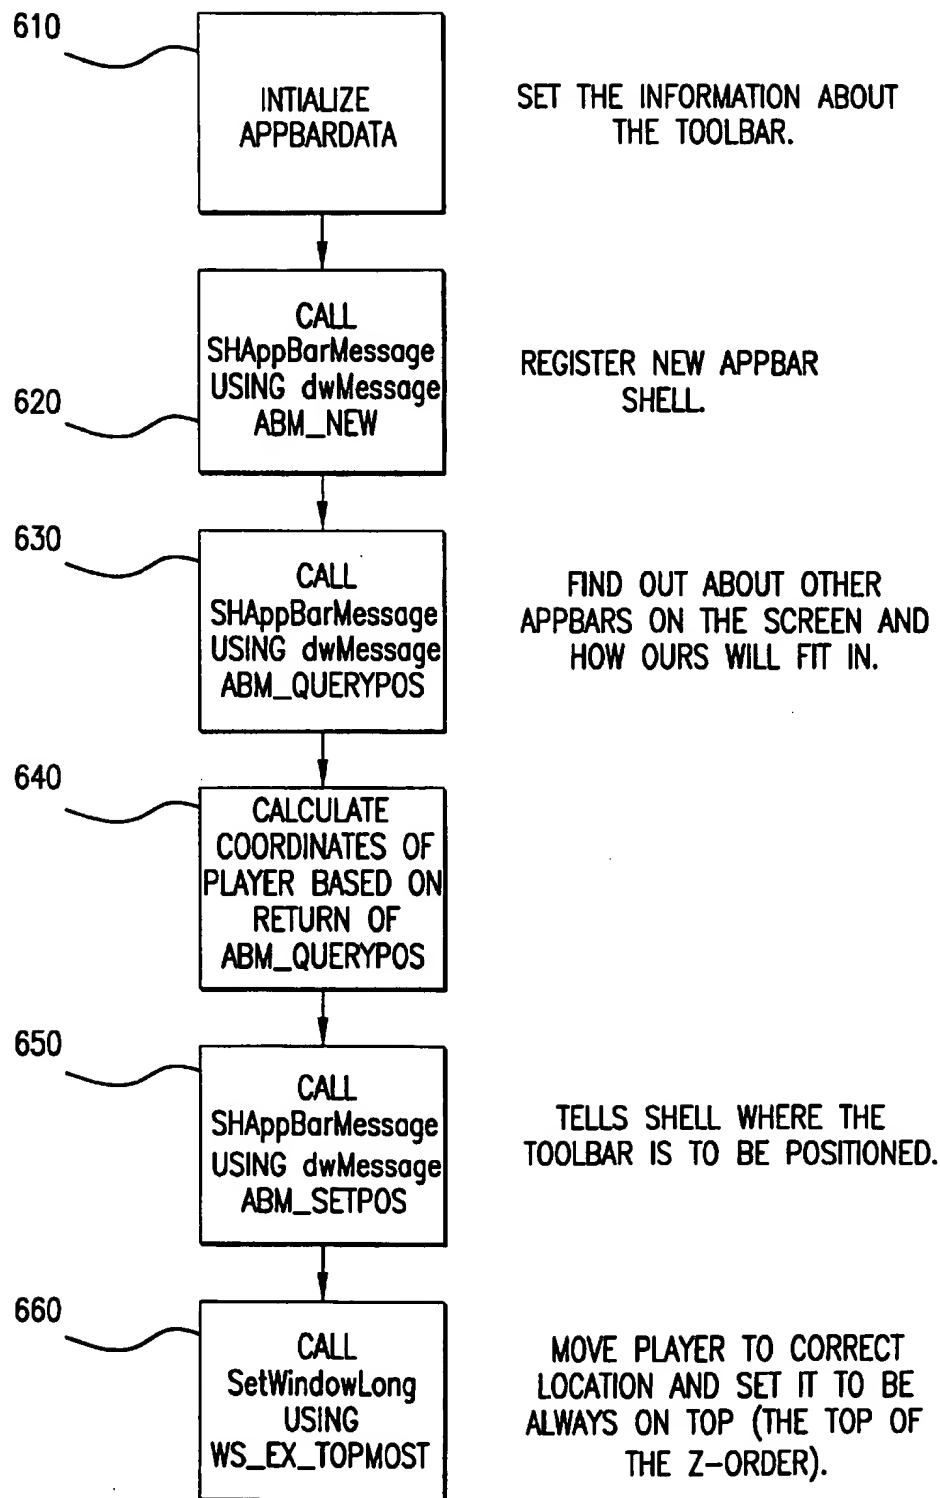 610
INTIALIZE
APPBARDATA
SET THE INFORMATION ABOUT
THE TOOLBAR.
620
CALL
SHAppBarMessage
USING dwMessage
ABM_NEW
REGISTER NEW APPBAR
SHELL.
630
CALL
SHAppBarMessage
USING dwMessage
ABM_QUERYPOS
FIND OUT ABOUT OTHER
APPBARS ON THE SCREEN AND
HOW OURS WILL FIT IN.
640
CALCULATE
COORDINATES OF
PLAYER BASED ON
RETURN OF
ABM_QUERYPOS
650
CALL
SHAppBarMessage
USING dwMessage
ABM_SETPOS
TELLS SHELL WHERE THE
TOOLBAR IS TO BE POSITIONED.
660
CALL
SetWindowLong
USING
WS_EX_TOPMOST
MOVE PLAYER TO CORRECT
LOCATION AND SET IT TO BE
ALWAYS ON TOP (THE TOP OF
THE Z-ORDER).